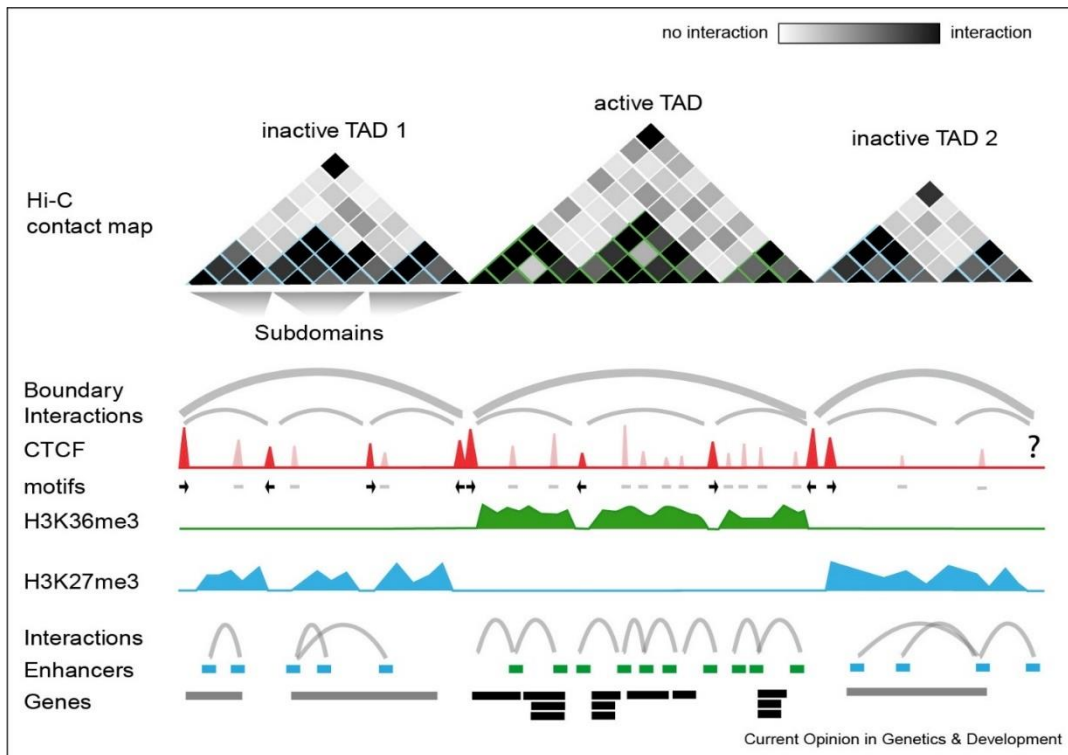 no interaction interaction
inactive TAD 1
active TAD
inactive TAD 2
Hi-C
contact map
Subdomains
Boundary
Interactions
CTCF
?
motifs
H3K36me3
H3K27me3
Interactions
Enhancers
Genes
Current Opinion in Genetics & Development